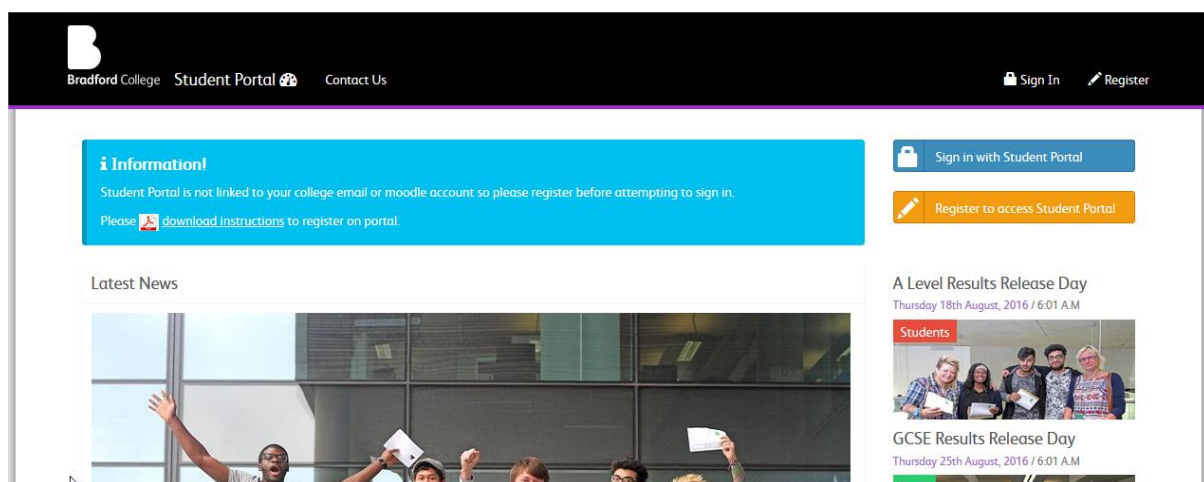 Bradford College
Student Portal
Contact Us
Sign In
Register
Information!
Student Portal is not linked to your college email or moodle account so please register before attempting to sign in.
Please download instructions to register on portal.
Sign in with Student Portal
Register to access Student Portal
Latest News
A Level Results Release Day
Thursday 18th August, 2016 / 6:01 A.M
Students
GCSE Results Release Day
Thursday 25th August, 2016 / 6:01 A.M